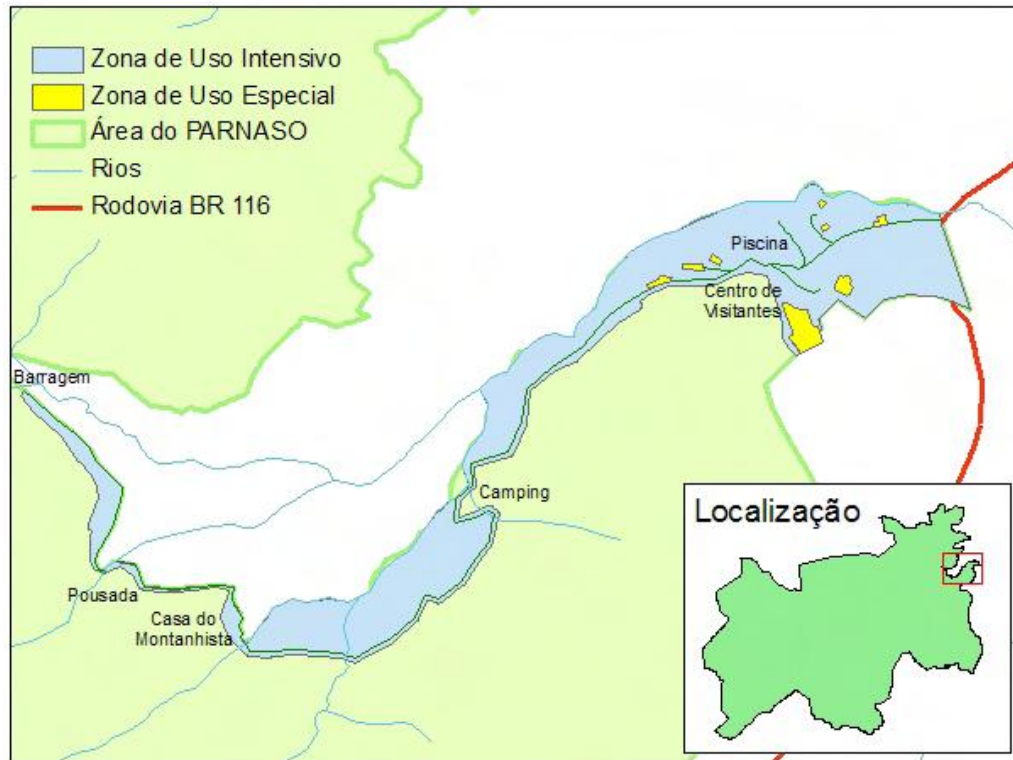 Zona de Uso Intensivo
Zona de Uso Especial
Área do PARNASO
Rios
Rodovia BR 116
Piscina
Centro de
Visitantes
Barragem
Camping
Pousada
Casa do
Montanhista
Localização